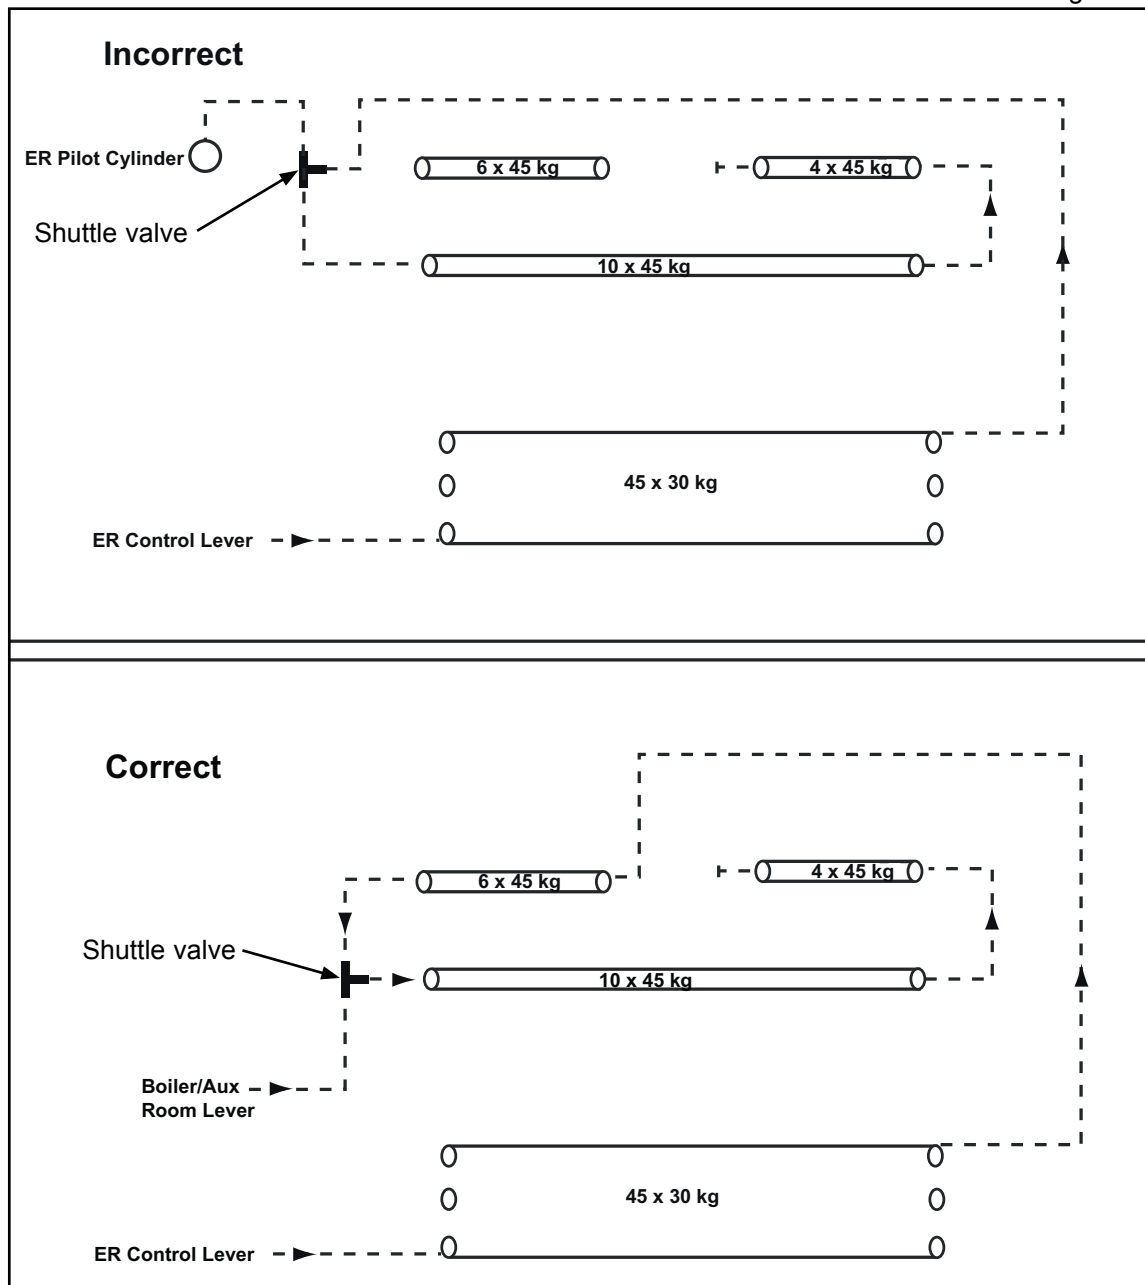 Incorrect
ER Pilot Cylinder
6 x 45 kg
4 x 45 kg
Shuttle valve
10 x 45 kg
45 x 30 kg
ER Control Lever
Correct
6 x 45 kg
4 x 45 kg
Shuttle valve
10 x 45 kg
Boiler/Aux
Room Lever
45 x 30 kg
ER Control Lever